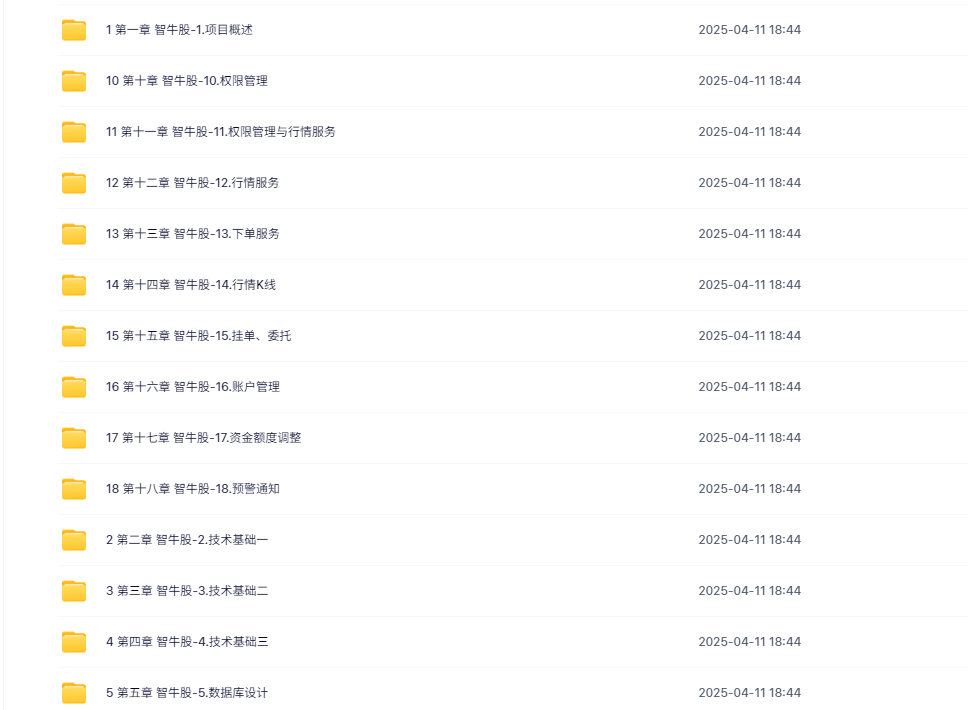 1 第一章 智牛股-1.项目概述 2025-04-11 18:44
10 第十章 智牛股-10.权限管理 2025-04-11 18:44
11 第十一章 智牛股-11.权限管理与行情服务 2025-04-11 18:44
12 第十二章 智牛股-12.行情服务 2025-04-11 18:44
13 第十三章 智牛股-13.下单服务 2025-04-11 18:44
14 第十四章 智牛股-14.行情K线 2025-04-11 18:44
15 第十五章 智牛股-15.挂单、委托 2025-04-11 18:44
16 第十六章 智牛股-16.账户管理 2025-04-11 18:44
17 第十七章 智牛股-17.资金额度调整 2025-04-11 18:44
18 第十八章 智牛股-18.预警通知 2025-04-11 18:44
2 第二章 智牛股-2.技术基础一 2025-04-11 18:44
3 第三章 智牛股-3.技术基础二 2025-04-11 18:44
4 第四章 智牛股-4.技术基础三 2025-04-11 18:44
5 第五章 智牛股-5.数据库设计 2025-04-11 18:44